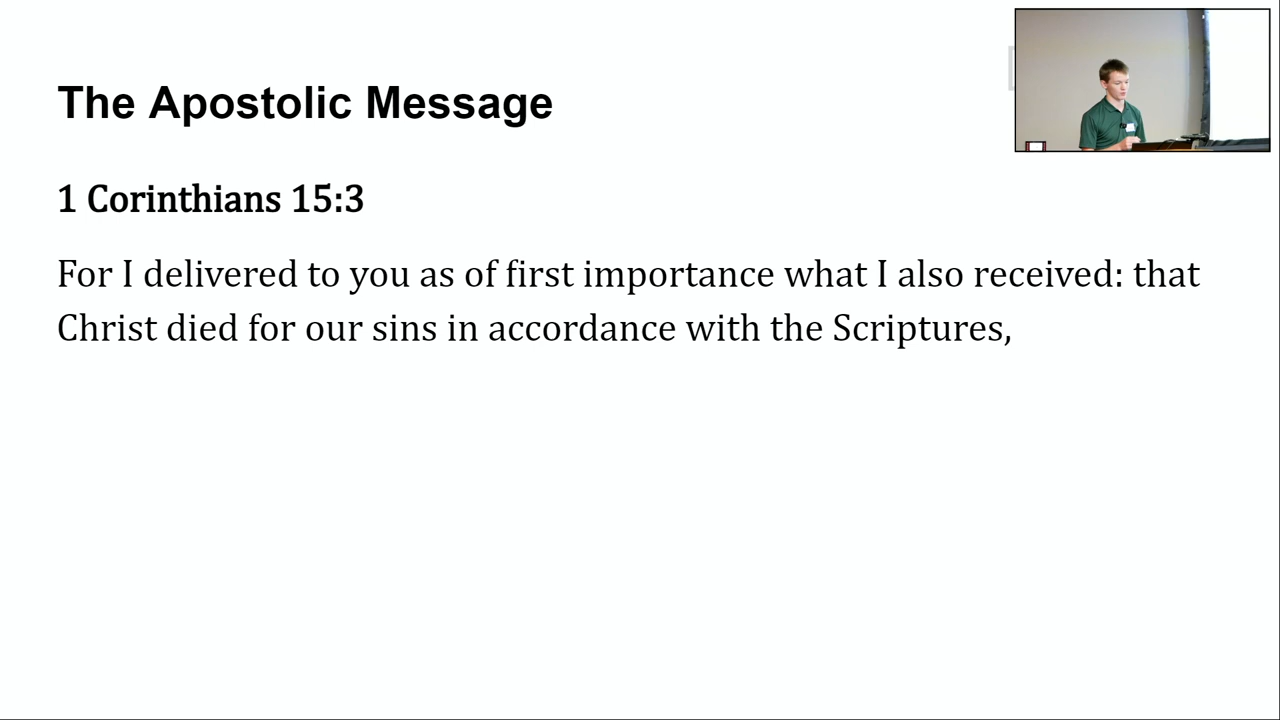 The Apostolic Message
1 Corinthians 15:3
For I delivered to you as of first importance what I also received: that
Christ died for our sins in accordance with the Scriptures,